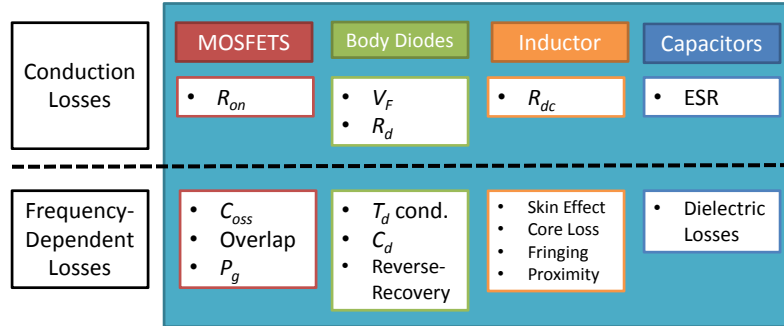 MOSFETS
Body Diodes
Inductor
Capacitors
Conduction
Losses
• Ron
• VF
• Rd
• Rdc
• ESR
Frequency-
Dependent
Losses
• Coss
• Overlap
• Pg
• Td cond.
• Cd
• Reverse-
Recovery
• Skin Effect
• Core Loss
• Fringing
• Proximity
• Dielectric
Losses